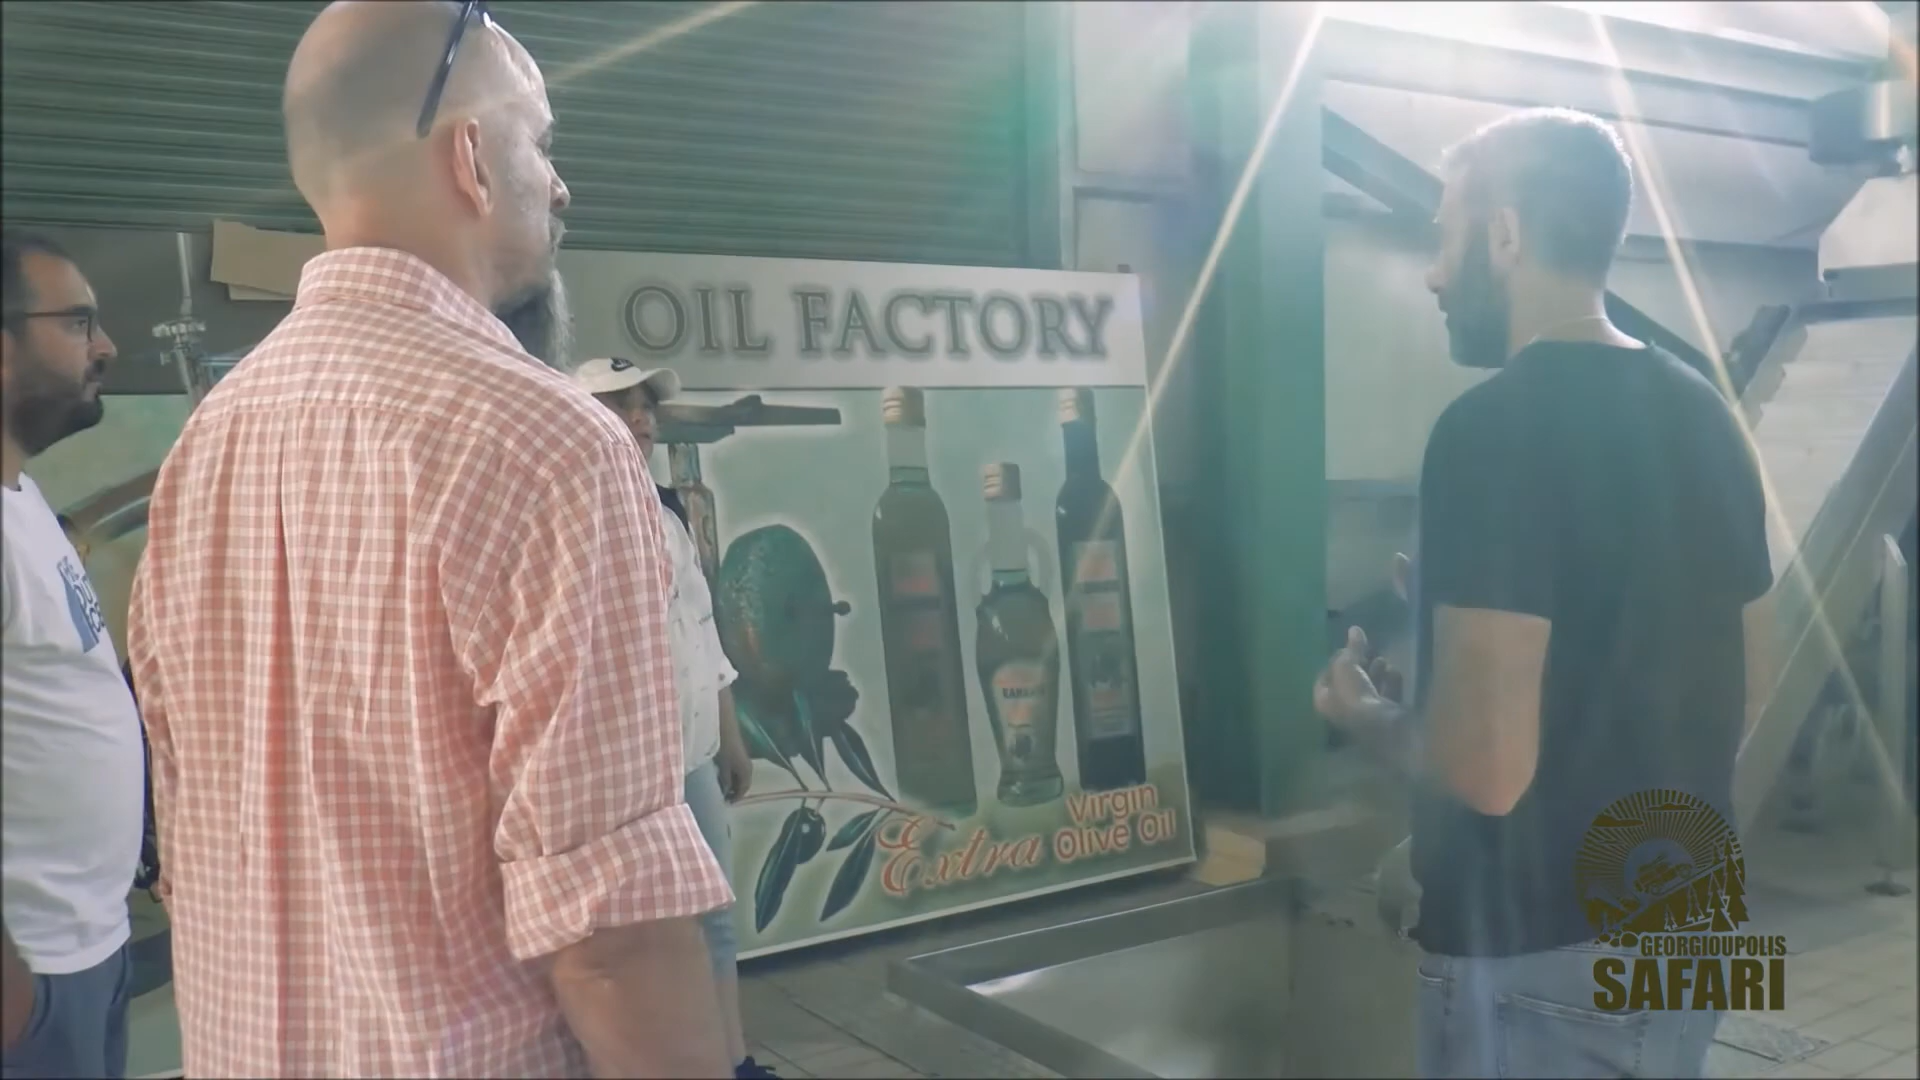 OIL FACTORY
Virgin
Extra Olive Oil
GEORGIOUPOLIS
SAFARI